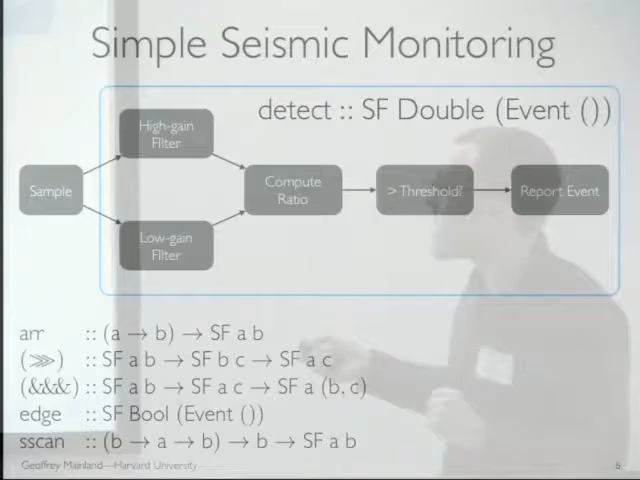 Simple Seismic Monitoring
detect :: SF Double (Event ())
High-gain
FIlter
Sample
Compute
Ratio
> Threshold?
Report Event
Low-gain
FIlter
arr :: (a → b) → SF a b
(⋙) :: SF a b → SF b c → SF a c
(&&&) :: SF a b → SF a c → SF a (b, c)
edge :: SF Bool (Event ())
sscan :: (b → a → b) → b → SF a b
Geoffrey Mainland—Harvard University
6